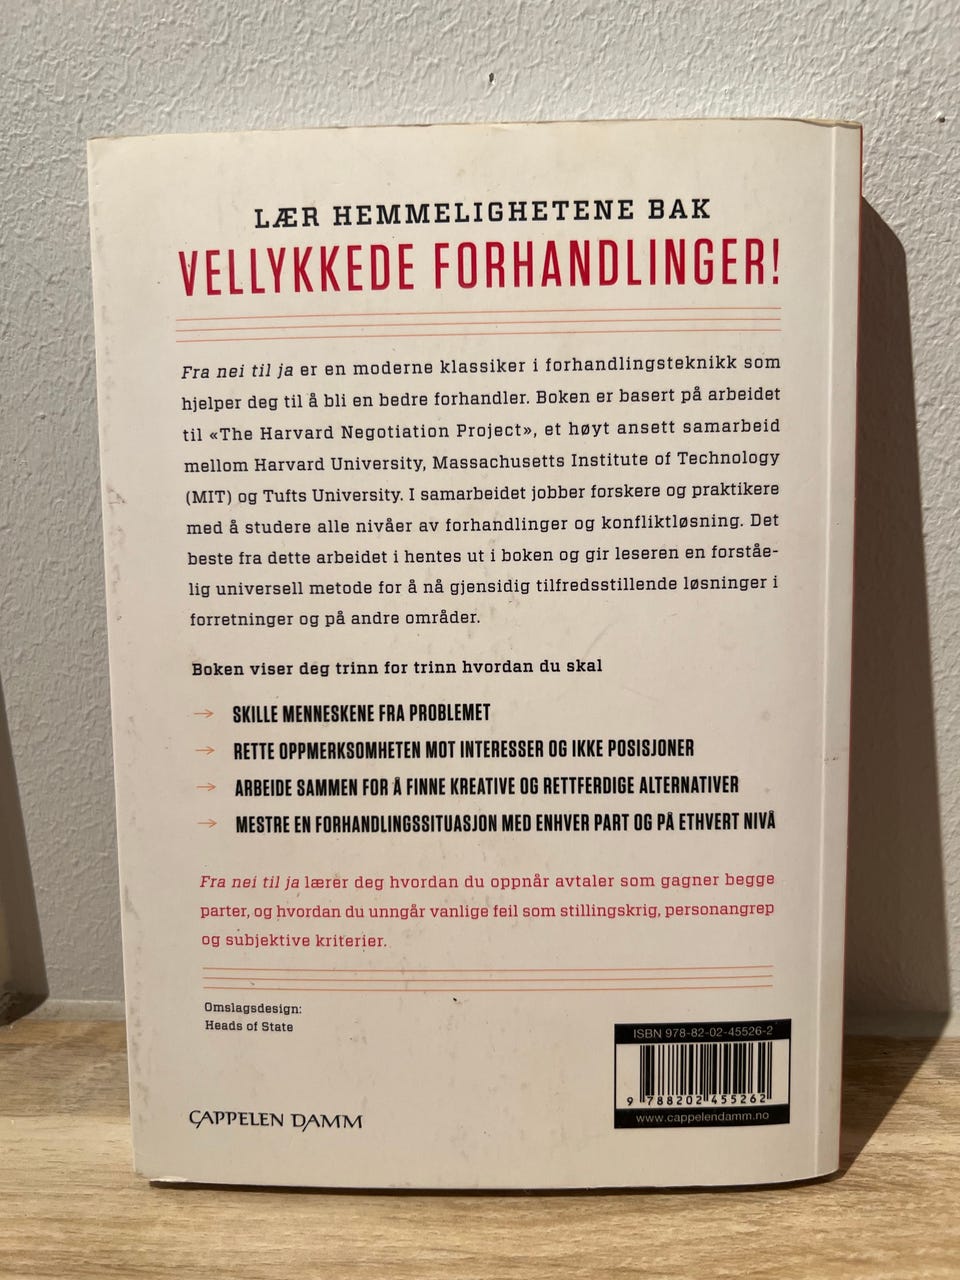 LÆR HEMMELIGHETENE BAK
VELLYKKEDE FORHANDLINGER!
Fra nei til ja er en moderne klassiker i forhandlingsteknikk som
hjelper deg til å bli en bedre forhandler. Boken er basert på arbeidet
til «The Harvard Negotiation Project», et høyt ansett samarbeid
mellom Harvard University, Massachusetts Institute of Technology
(MIT) og Tufts University. I samarbeidet jobber forskere og praktikere
med å studere alle nivåer av forhandlinger og konfliktløsning. Det
beste fra dette arbeidet i hentes ut i boken og gir leseren en forståe-
lig universell metode for å nå gjensidig tilfredsstillende løsninger i
forretninger og på andre områder.
Boken viser deg trinn for trinn hvordan du skal
→ SKILLE MENNESKENE FRA PROBLEMET
→ RETTE OPPMERKSOMHETEN MOT INTERESSER OG IKKE POSISJONER
→ ARBEIDE SAMMEN FOR Å FINNE KREATIVE OG RETTFERDIGE ALTERNATIVER
→ MESTRE EN FORHANDLINGSSITUASJON MED ENHVER PART OG PÅ ETHVERT NIVÅ
Fra nei til ja lærer deg hvordan du oppnår avtaler som gagner begge
parter, og hvordan du unngår vanlige feil som stillingskrig, personangrep
og subjektive kriterier.
Omslagsdesign:
Heads of State
CAPPELEN DAMM
ISBN 978-82-02-45526-2
9 788202 455262
www.cappelendamm.no